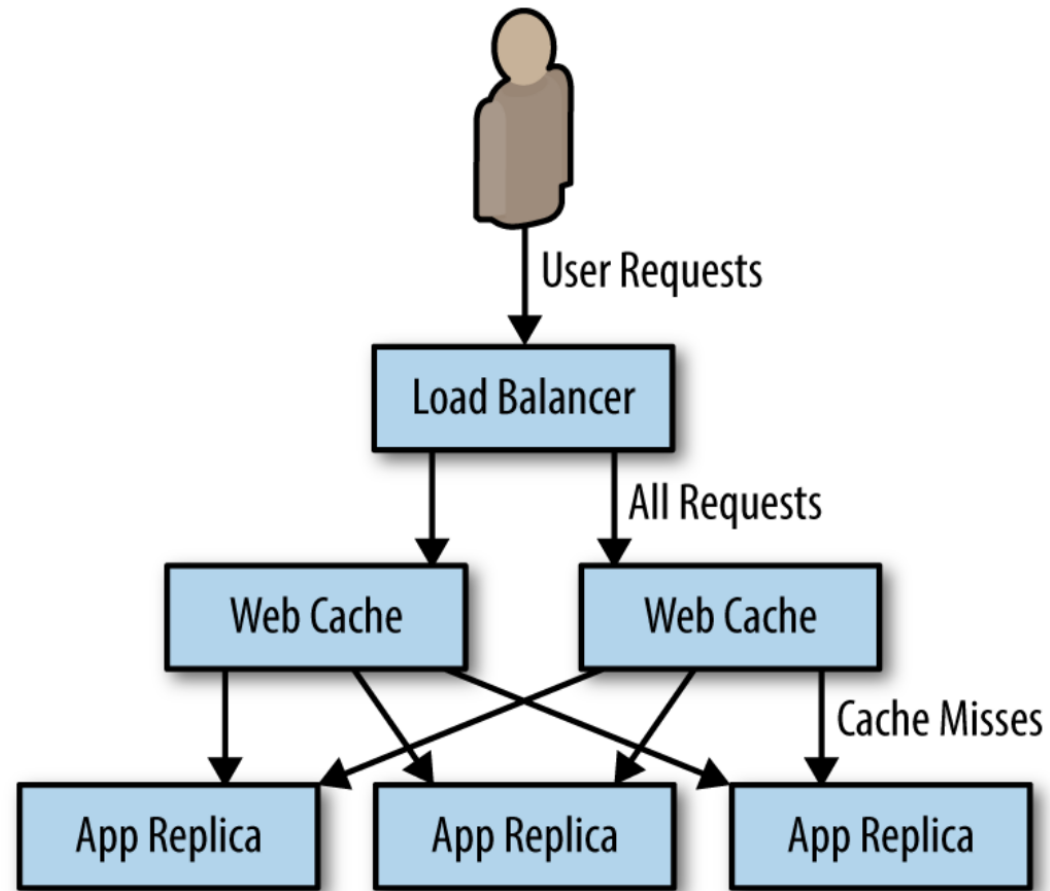 User Requests
Load Balancer
All Requests
Web Cache
Web Cache
Cache Misses
App Replica
App Replica
App Replica